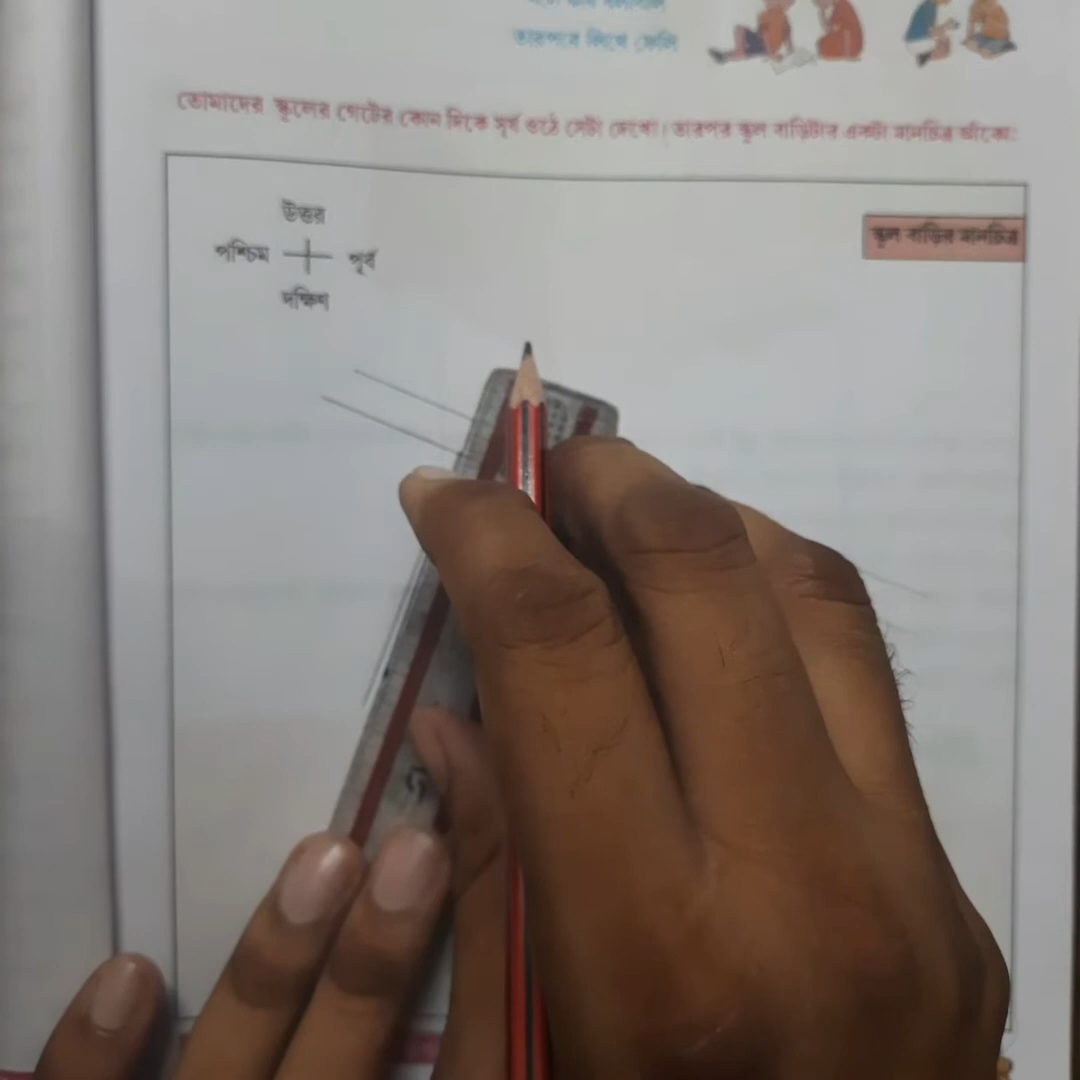 তারপরে লিখে ফেলি
তোমাদের স্কুলের গেটের কোন দিকে সূর্য ওঠে সেটা দেখো। তারপর স্কুল বাড়িটার একটা মানচিত্র আঁকো:
উত্তর
পশ্চিম পূর্ব
দক্ষিণ
স্কুল বাড়ির মানচিত্র